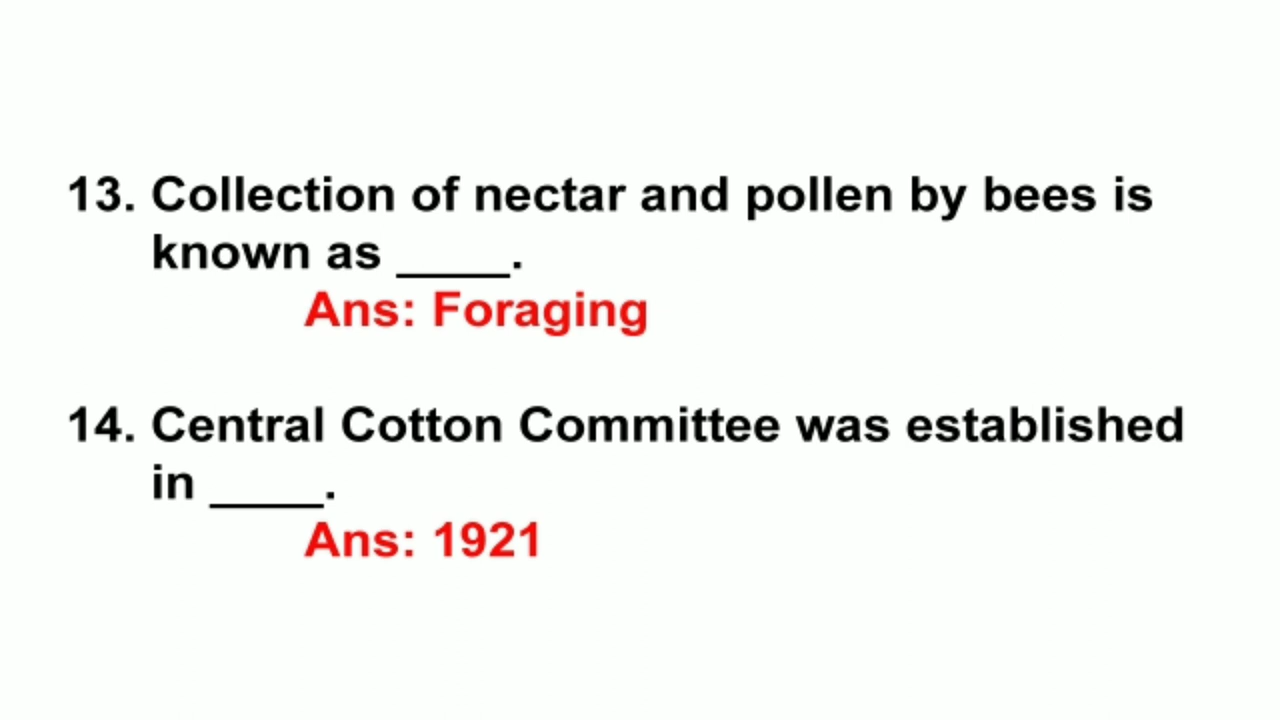 13. Collection of nectar and pollen by bees is
known as ____.
Ans: Foraging
14. Central Cotton Committee was established
in ____.
Ans: 1921